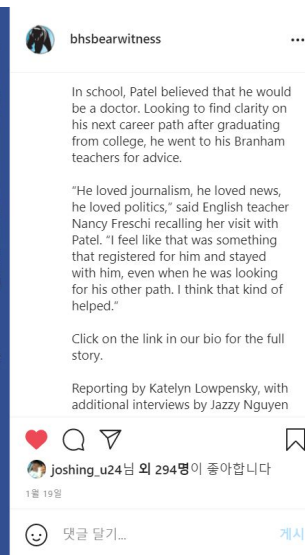 bhsbearwitness
In school, Patel believed that he would
be a doctor. Looking to find clarity on
his next career path after graduating
from college, he went to his Branham
teachers for advice.
“He loved journalism, he loved news,
he loved politics,” said English teacher
Nancy Freschi recalling her visit with
Patel. “I feel like that was something
that registered for him and stayed
with him, even when he was looking
for his other path. I think that kind of
helped.”
Click on the link in our bio for the full
story.
Reporting by Katelyn Lowpensky, with
additional interviews by Jazzy Nguyen
joshing_u24님 외 294명이 좋아합니다
1월 19일
댓글 달기...
게시